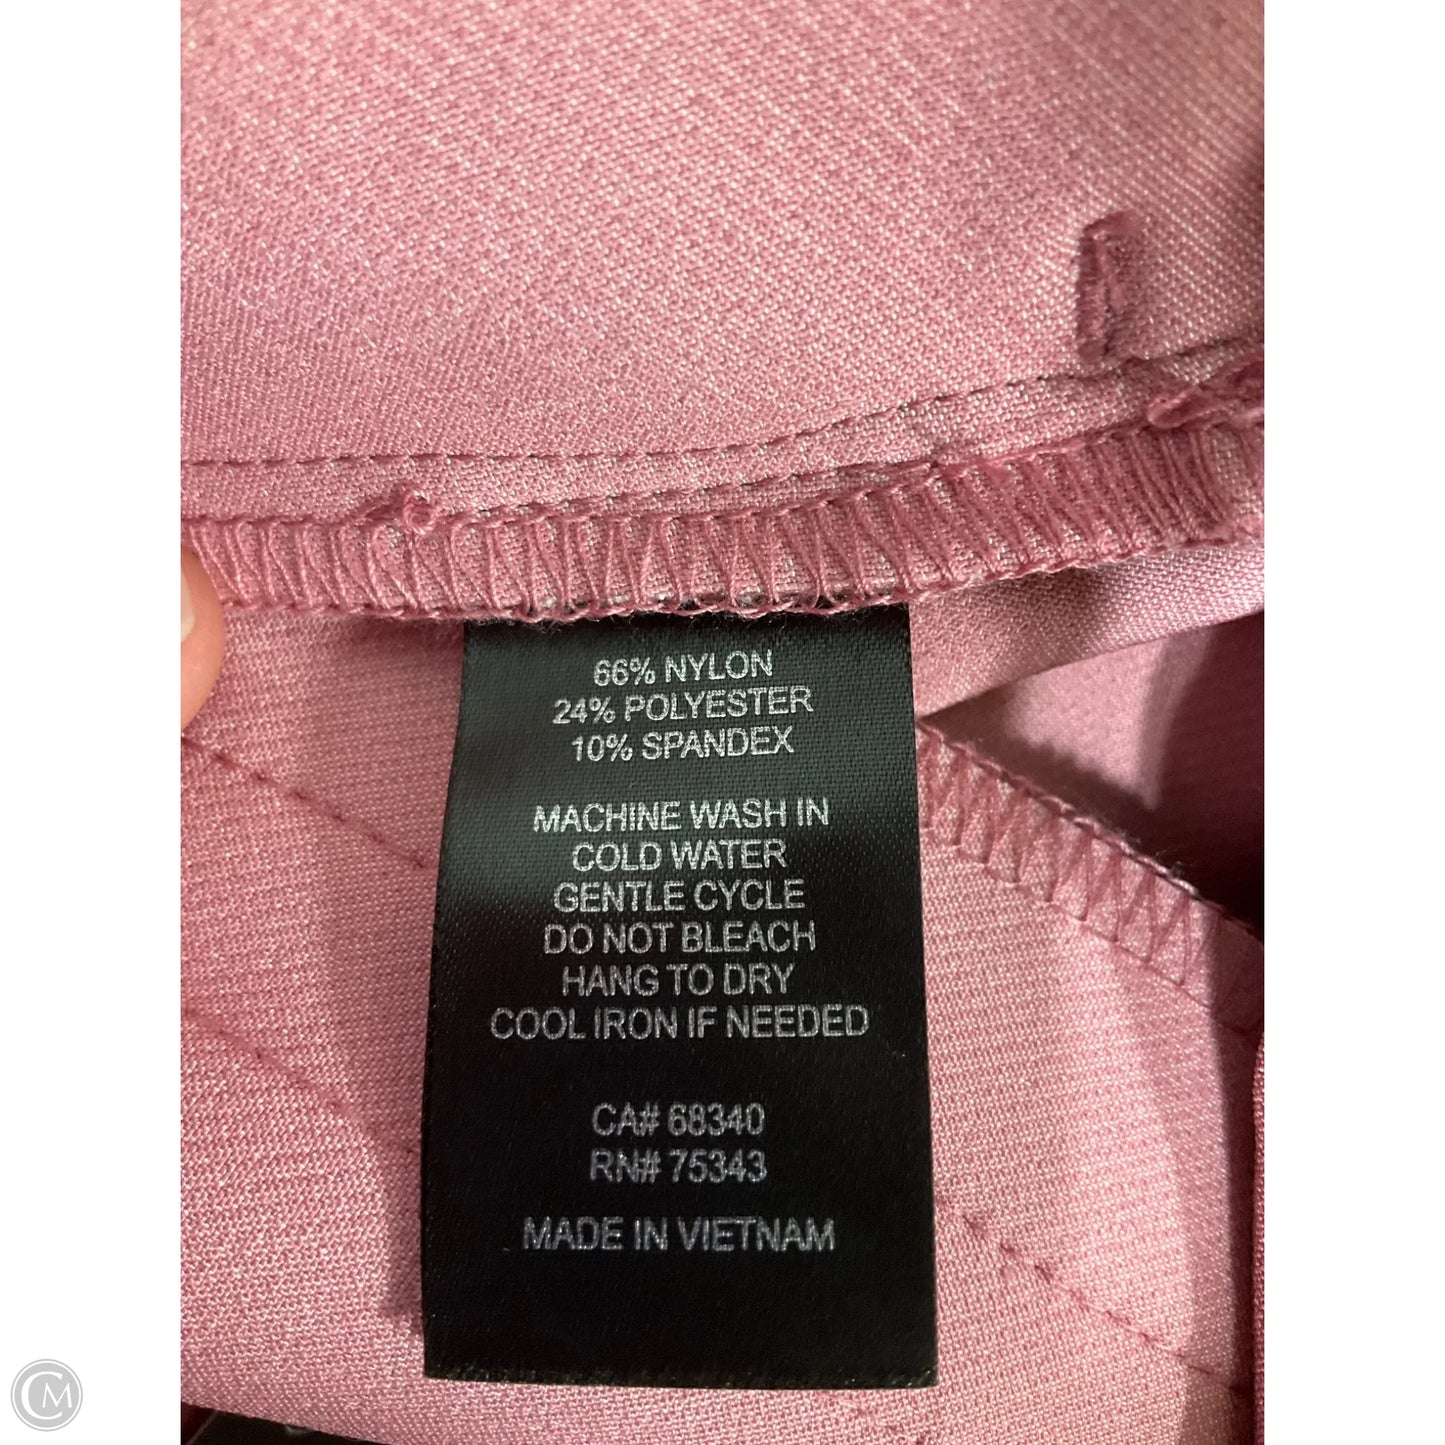 66% NYLON
24% POLYESTER
10% SPANDEX
MACHINE WASH IN
COLD WATER
GENTLE CYCLE
DO NOT BLEACH
HANG TO DRY
COOL IRON IF NEEDED
CA# 68340
RN# 75343
MADE IN VIETNAM
CM